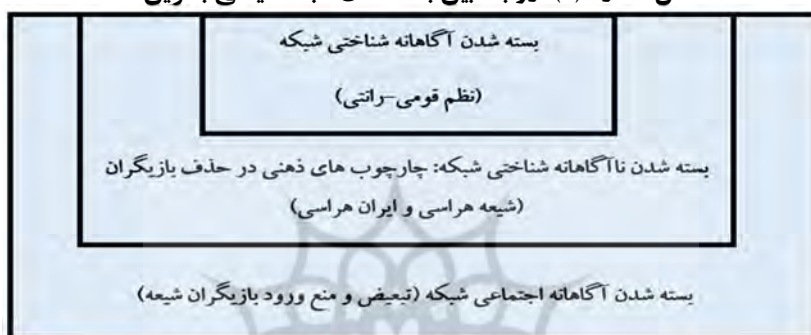 بسته شدن آگاهانه شناختی شبکه
(نظم قومی-رانتی)
بسته شدن ناآگاهانه شناختی شبکه: چارچوب های ذهنی در حذف بازیگران
(شیعه هراسی و ایران هراسی)
بسته شدن آگاهانه اجتماعی شبکه (تبعیض و منع ورود بازیگران شیعه)